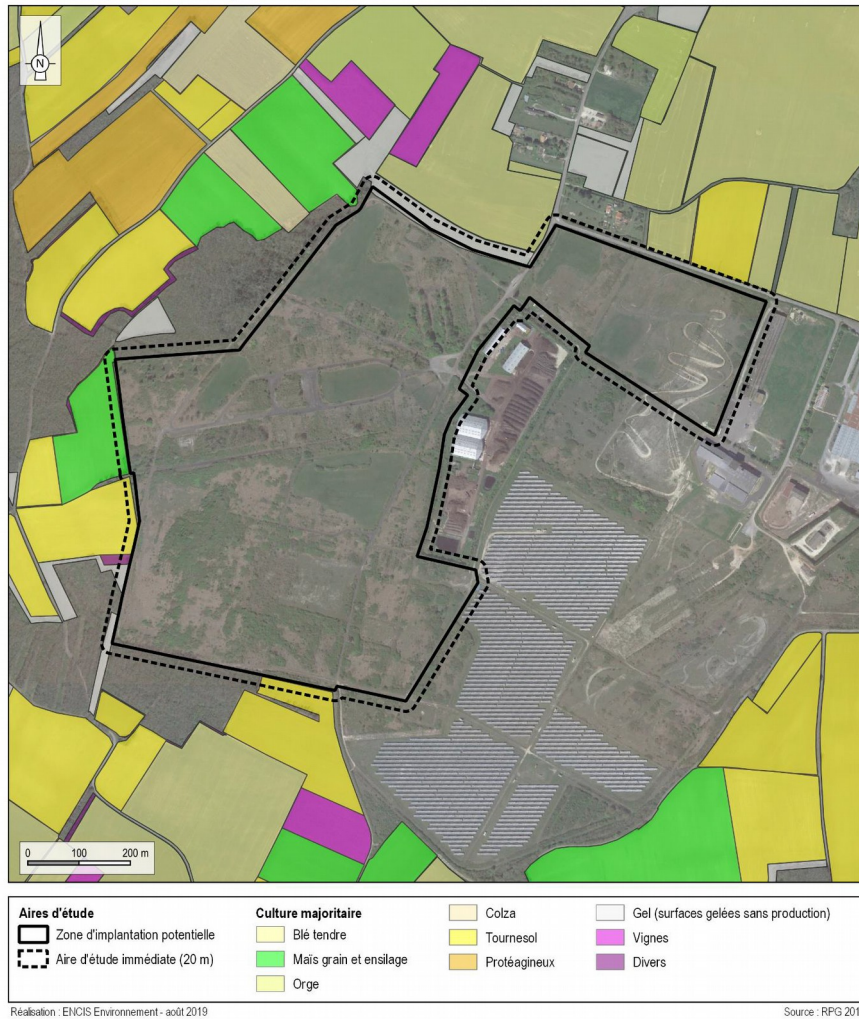 N
0 100 200 m
Aires d'étude
Zone d'implantation potentielle
Aire d'étude immédiate (20 m)
Culture majoritaire
Blé tendre
Maïs grain et ensilage
Orge
Colza
Tournesol
Protéagineux
Gel (surfaces gelées sans production)
Vignes
Divers
Réalisation : ENCIS Environnement - août 2019
Source : RPG